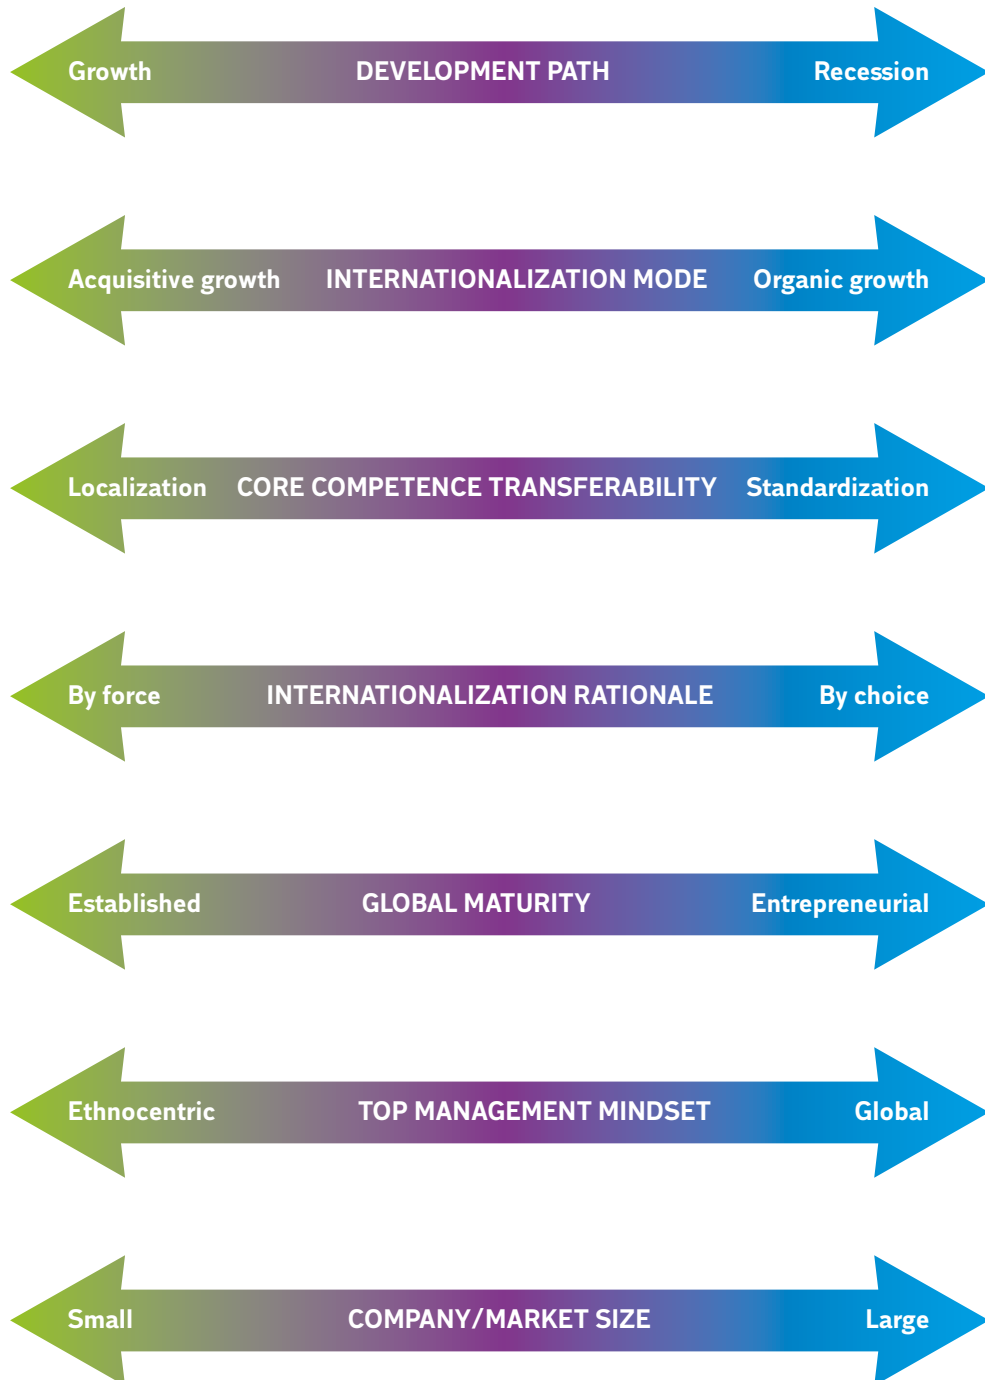 Growth DEVELOPMENT PATH Recession
Acquisitive growth INTERNATIONALIZATION MODE Organic growth
Localization CORE COMPETENCE TRANSFERABILITY Standardization
By force INTERNATIONALIZATION RATIONALE By choice
Established GLOBAL MATURITY Entrepreneurial
Ethnocentric TOP MANAGEMENT MINDSET Global
Small COMPANY/MARKET SIZE Large